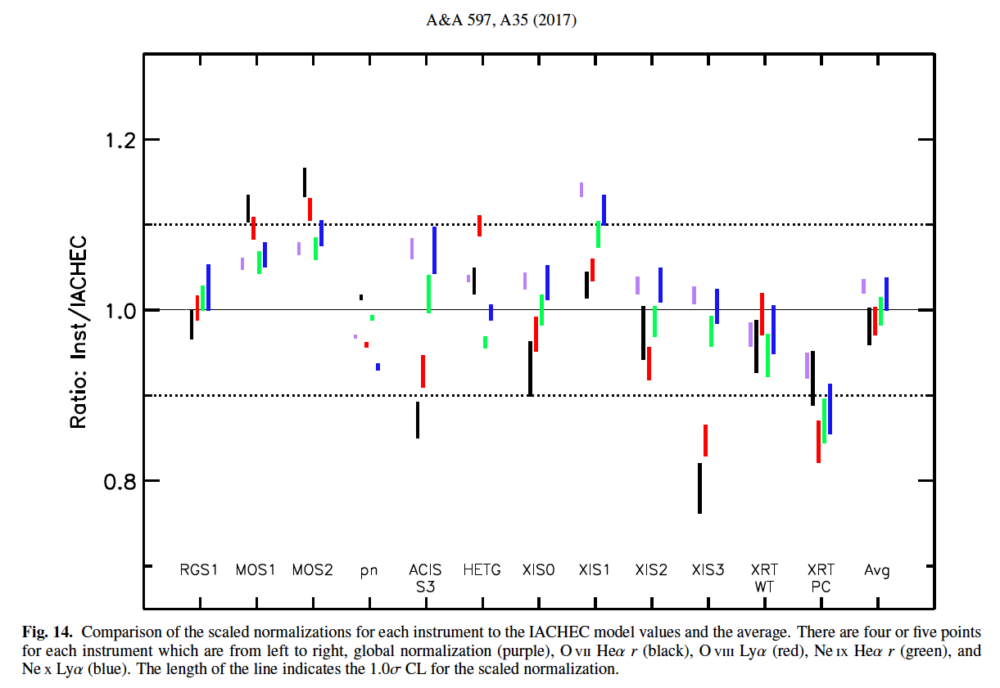 A&A 597, A35 (2017)
1.2
1.0
0.8
Ratio: Inst/IACHEC
RGS1 MOS1 MOS2 pn ACIS HETG XIS0 XIS1 XIS2 XIS3 XRT XRT Avg
S3 WT PC
Fig. 14. Comparison of the scaled normalizations for each instrument to the IACHEC model values and the average. There are four or five points
for each instrument which are from left to right, global normalization (purple), O VII Heα r (black), O VIII Lyα (red), Ne IX Heα r (green), and
Ne X Lyα (blue). The length of the line indicates the 1.0σ CL for the scaled normalization.